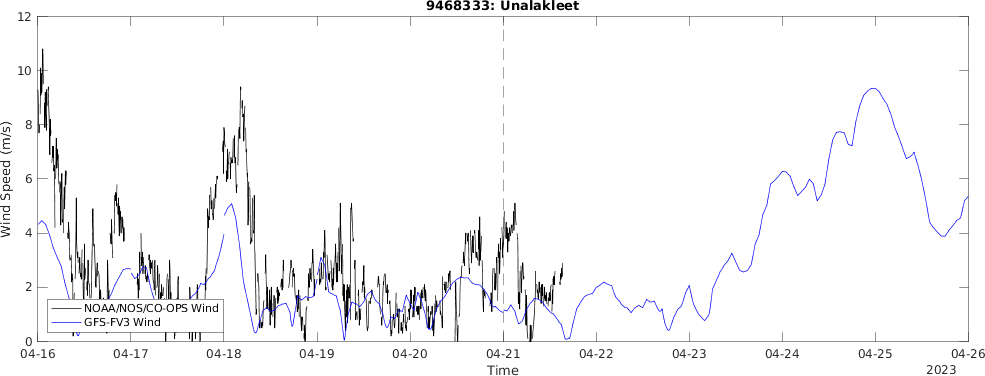 9468333: Unalakleet
12
10
8
6
4
2
0
Wind Speed (m/s)
NOAA/NOS/CO-OPS Wind
GFS-FV3 Wind
04-16 04-17 04-18 04-19 04-20 04-21 04-22 04-23 04-24 04-25 04-26
Time
2023